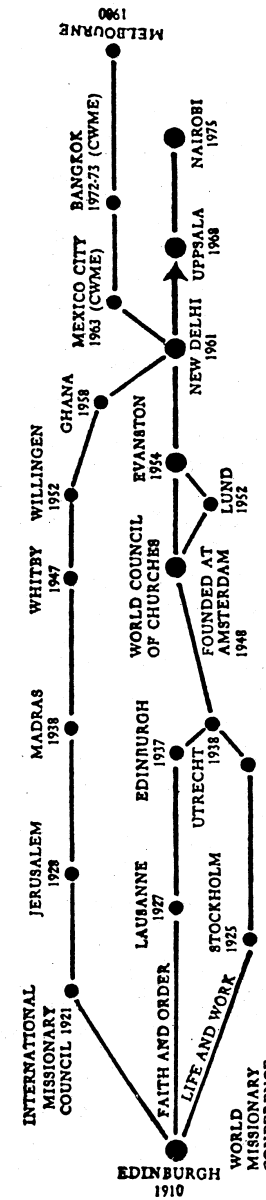 EDINBURGH
1910
WORLD
MISSIONARY
INTERNATIONAL
MISSIONARY
COUNCIL 1921
JERUSALEM
1928
MADRAS
1938
WHITBY
1947
WILLINGEN
1952
GHANA
1958
MEXICO CITY
1963 (CWME)
BANGKOK
1972-73 (CWME)
MELBOURNE
1980
FAITH AND ORDER
LAUSANNE
1927
EDINBURGH
1937
LIFE AND WORK
STOCKHOLM
1925
UTRECHT
1938
WORLD COUNCIL
OF CHURCHES
FOUNDED AT
AMSTERDAM
1948
LUND
1952
EVANSTON
1954
NEW DELHI
1961
UPPSALA
1968
NAIROBI
1975